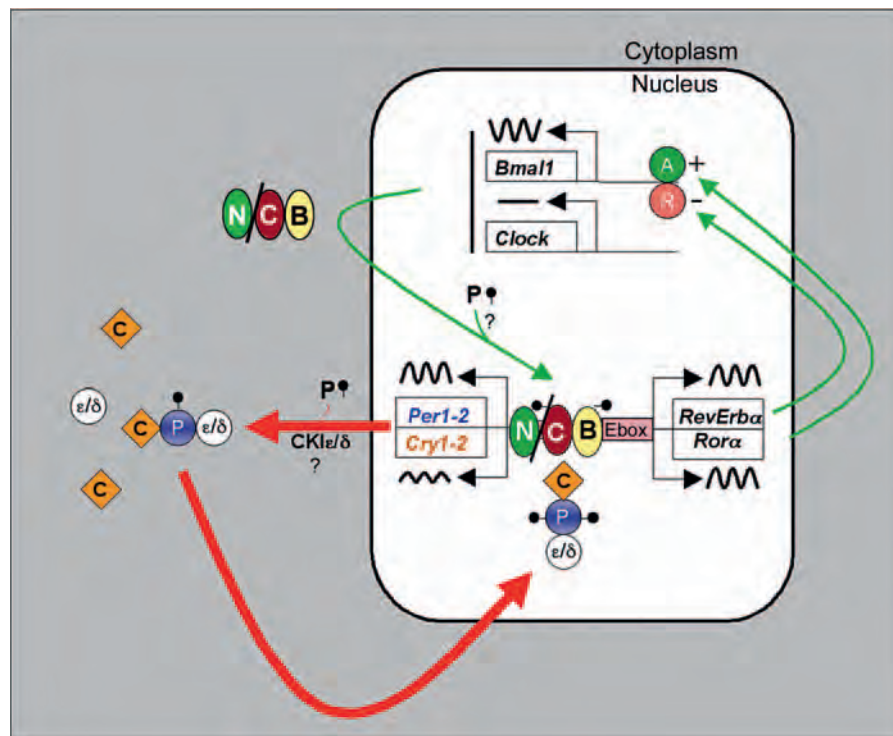 Cytoplasm
Nucleus
A +
Bmal1
R -
N/C B
Clock
P
?
C
P
Per1-2
N/C B
Ebox
RevErbα
ε/δ
C P ε/δ
CKIε/δ
Cry1-2
Rorα
?
C
C
P
ε/δ